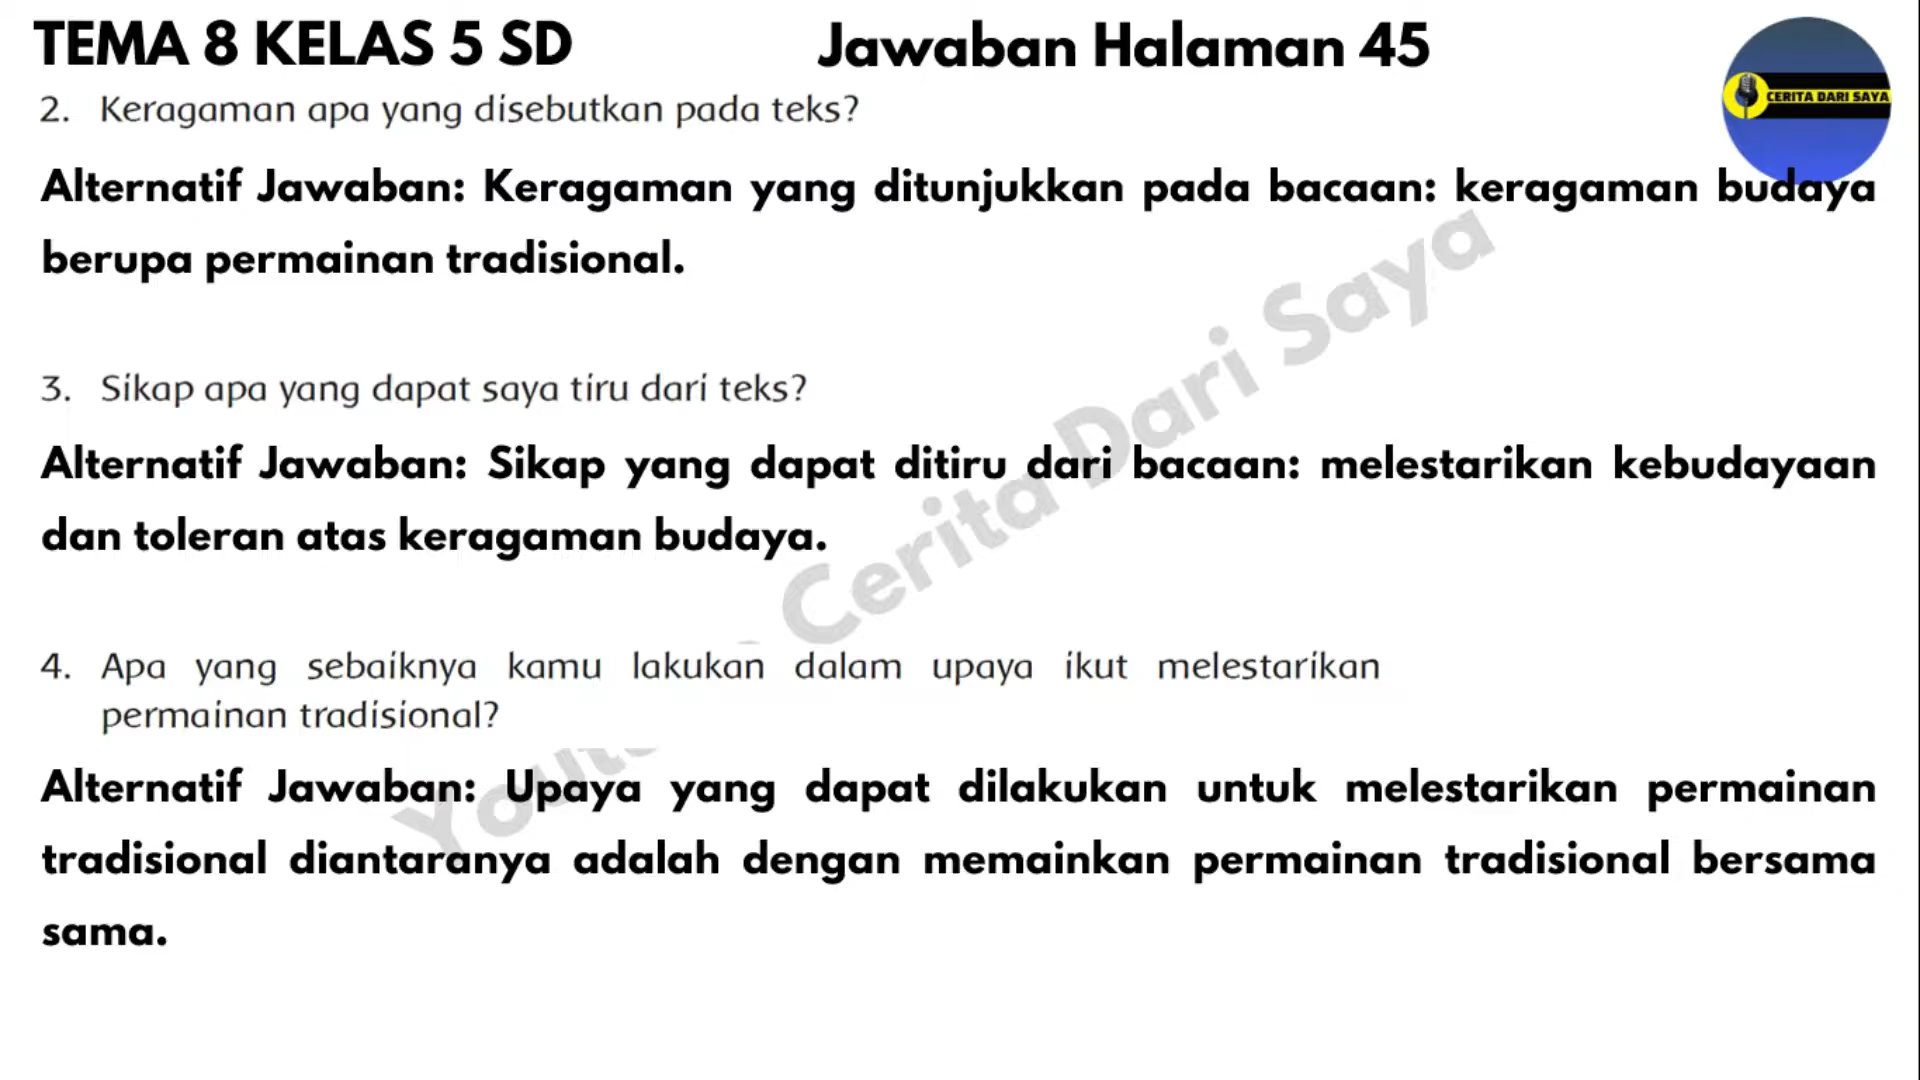 TEMA 8 KELAS 5 SD Jawaban Halaman 45
CERITA DARI SAYA
2. Keragaman apa yang disebutkan pada teks?
Alternatif Jawaban: Keragaman yang ditunjukkan pada bacaan: keragaman budaya
berupa permainan tradisional.
3. Sikap apa yang dapat saya tiru dari teks?
Alternatif Jawaban: Sikap yang dapat ditiru dari bacaan: melestarikan kebudayaan
dan toleran atas keragaman budaya.
4. Apa yang sebaiknya kamu lakukan dalam upaya ikut melestarikan
permainan tradisional?
Alternatif Jawaban: Upaya yang dapat dilakukan untuk melestarikan permainan
tradisional diantaranya adalah dengan memainkan permainan tradisional bersama
sama.
Cerita Dari Saya